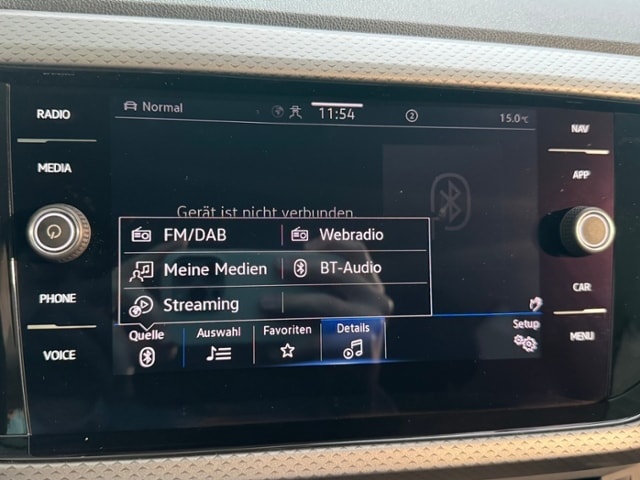 RADIO
MEDIA
PHONE
VOICE
Normal
11:54
2
15.0°C
Gerät ist nicht verbunden.
FM/DAB
Webradio
Meine Medien
BT-Audio
Streaming
Quelle
Auswahl
Favoriten
Details
Setup
NAV
APP
CAR
MENU